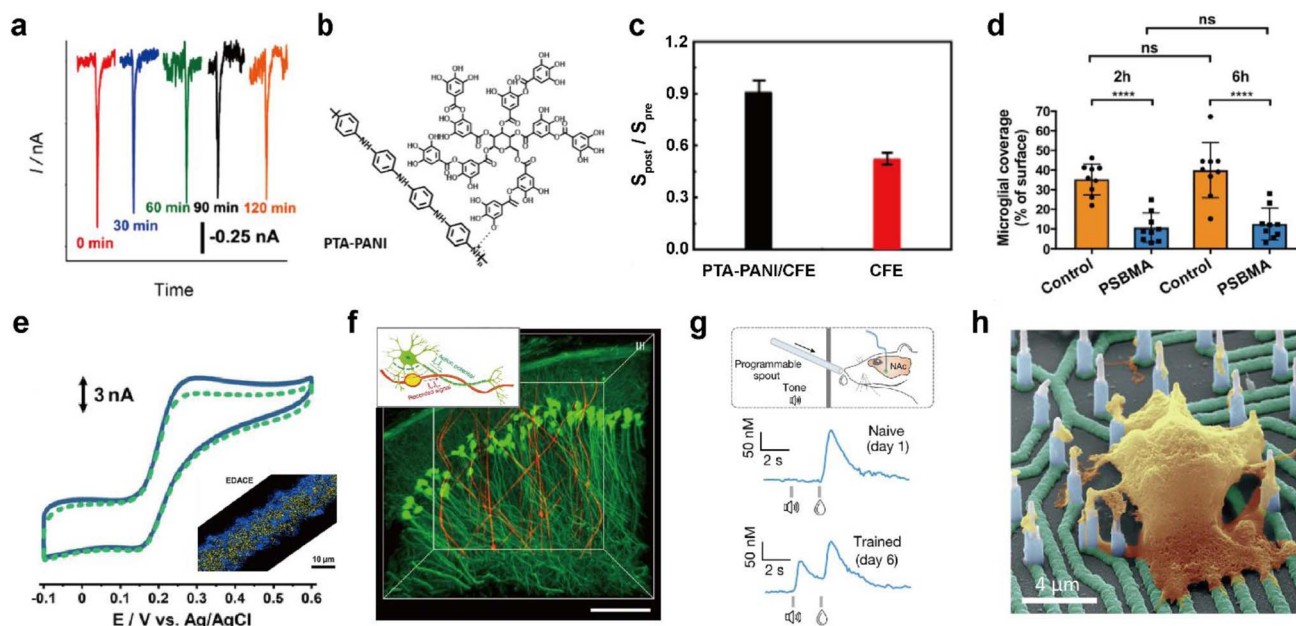 a
I / nA
0 min
30 min
60 min
90 min
120 min
-0.25 nA
Time
b
PTA-PANI
c
S_post / S_pre
1.2
0.9
0.6
0.3
0.0
PTA-PANI/CFE
CFE
d
ns
ns
2h
6h
****
****
Microglial coverage
(% of surface)
70
60
50
40
30
20
10
0
Control
PSBMA
Control
PSBMA
e
3 nA
EDACE
10 μm
-0.1 0 0.1 0.2 0.3 0.4 0.5 0.6
E / V vs. Ag/AgCl
f
Action potential
Recorded signal
g
Programmable
spout
Tone
NAc
50 nM
2 s
Naive
(day 1)
50 nM
2 s
Trained
(day 6)
h
4 μm